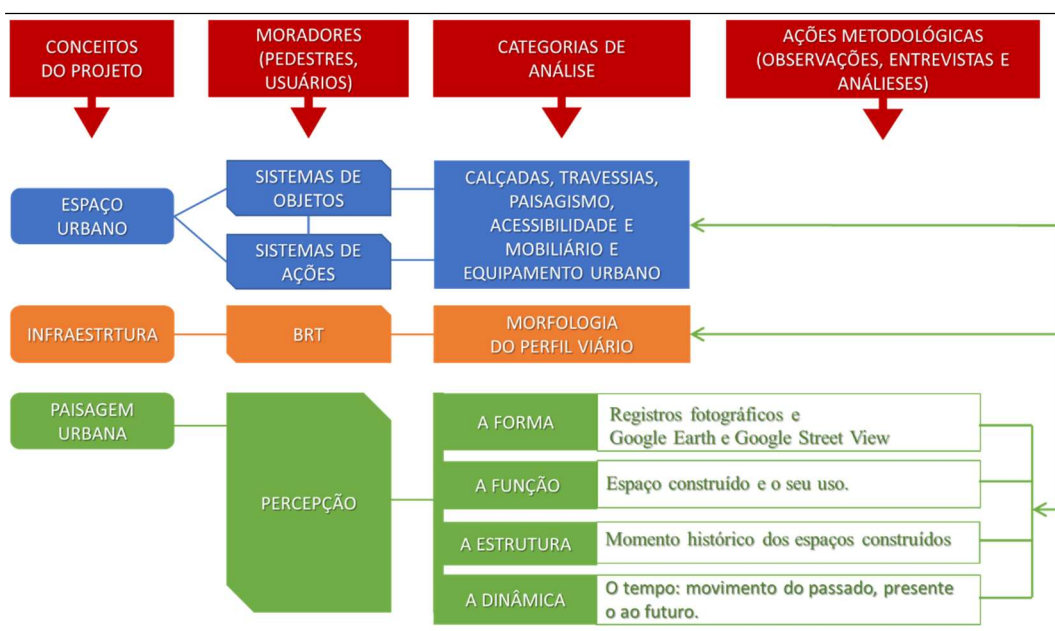 CONCEITOS
DO PROJETO
MORADORES
(PEDESTRES,
USUÁRIOS)
CATEGORIAS DE
ANÁLISE
AÇÕES METODOLÓGICAS
(OBSERVAÇÕES, ENTREVISTAS E
ANÁLIESES)
ESPAÇO
URBANO
SISTEMAS DE
OBJETOS
SISTEMAS DE
AÇÕES
CALÇADAS, TRAVESSIAS,
PAISAGISMO,
ACESSIBILIDADE E
MOBILIÁRIO E
EQUIPAMENTO URBANO
INFRAESTRTURA
BRT
MORFOLOGIA
DO PERFIL VIÁRIO
PAISAGEM
URBANA
PERCEPÇÃO
A FORMA
Registros fotográficos e
Google Earth e Google Street View
A FUNÇÃO
Espaço construído e o seu uso.
A ESTRUTURA
Momento histórico dos espaços construídos
A DINÂMICA
O tempo: movimento do passado, presente
o ao futuro.